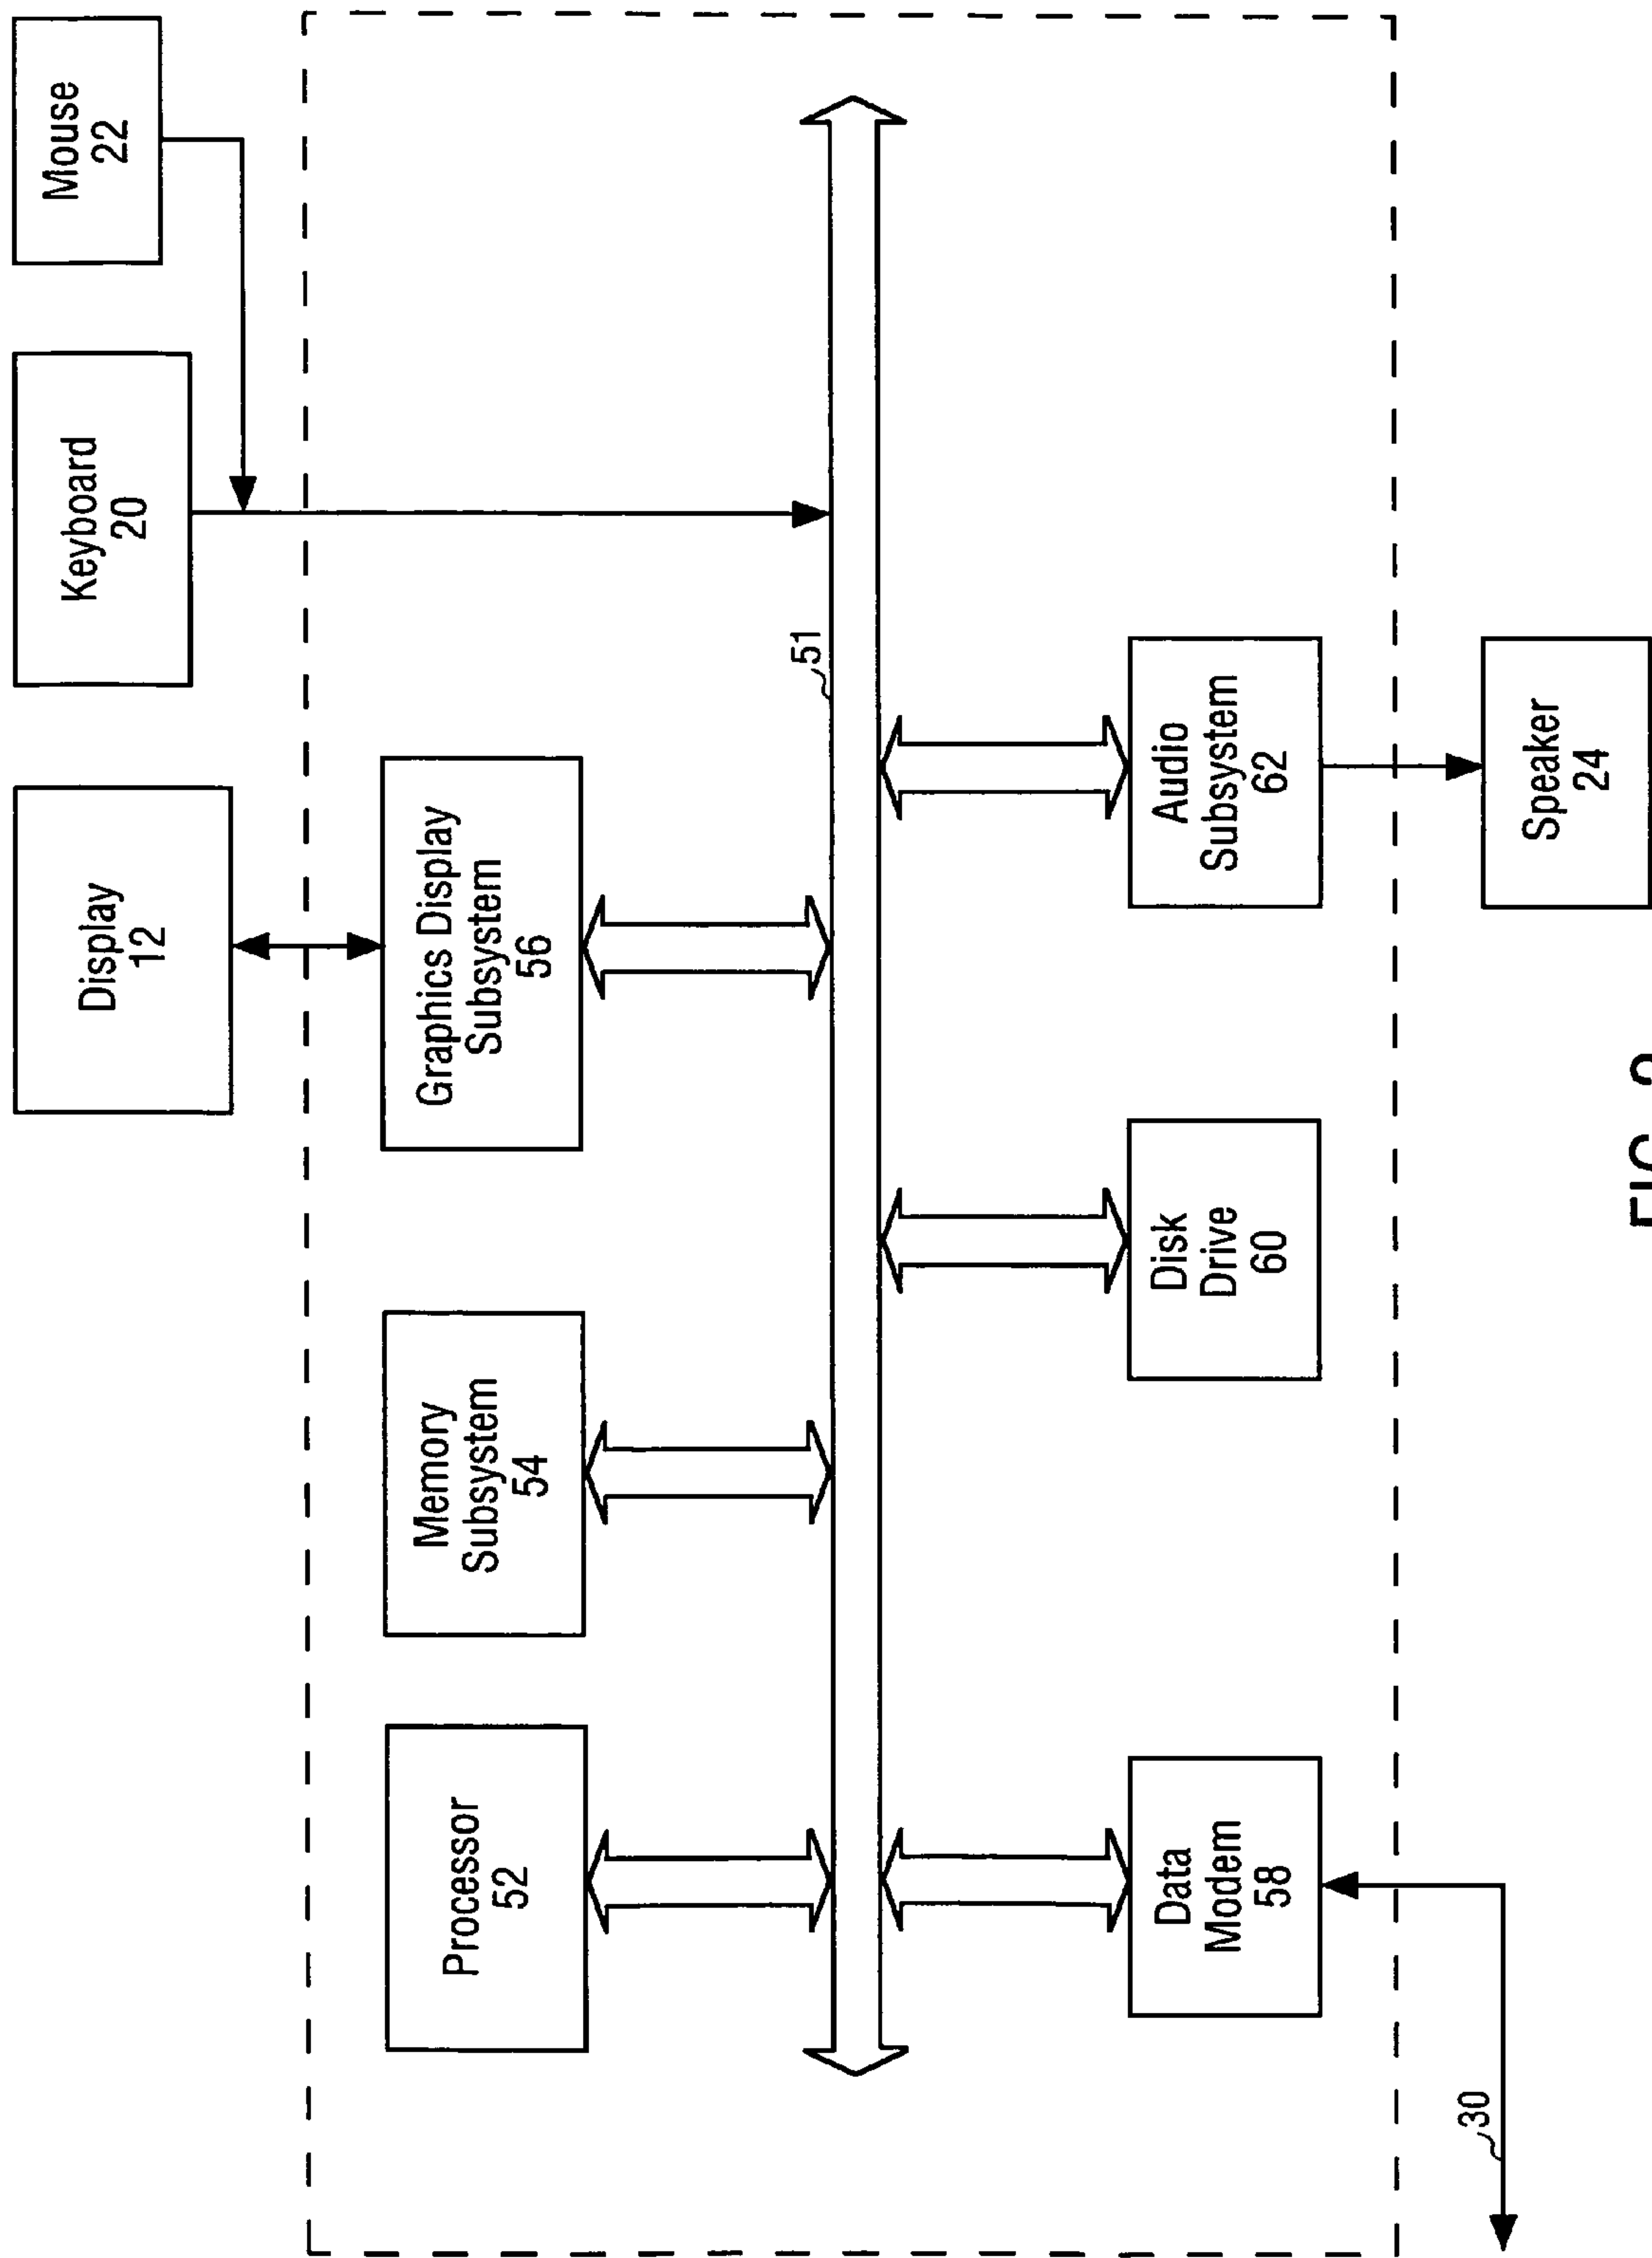 Display
12
Keyboard
20
Mouse
22
Processor
52
Memory
Subsystem
54
Graphics Display
Subsystem
56
51
Data
Modem
58
Disk
Drive
60
Audio
Subsystem
62
30
Speaker
24
FIG.